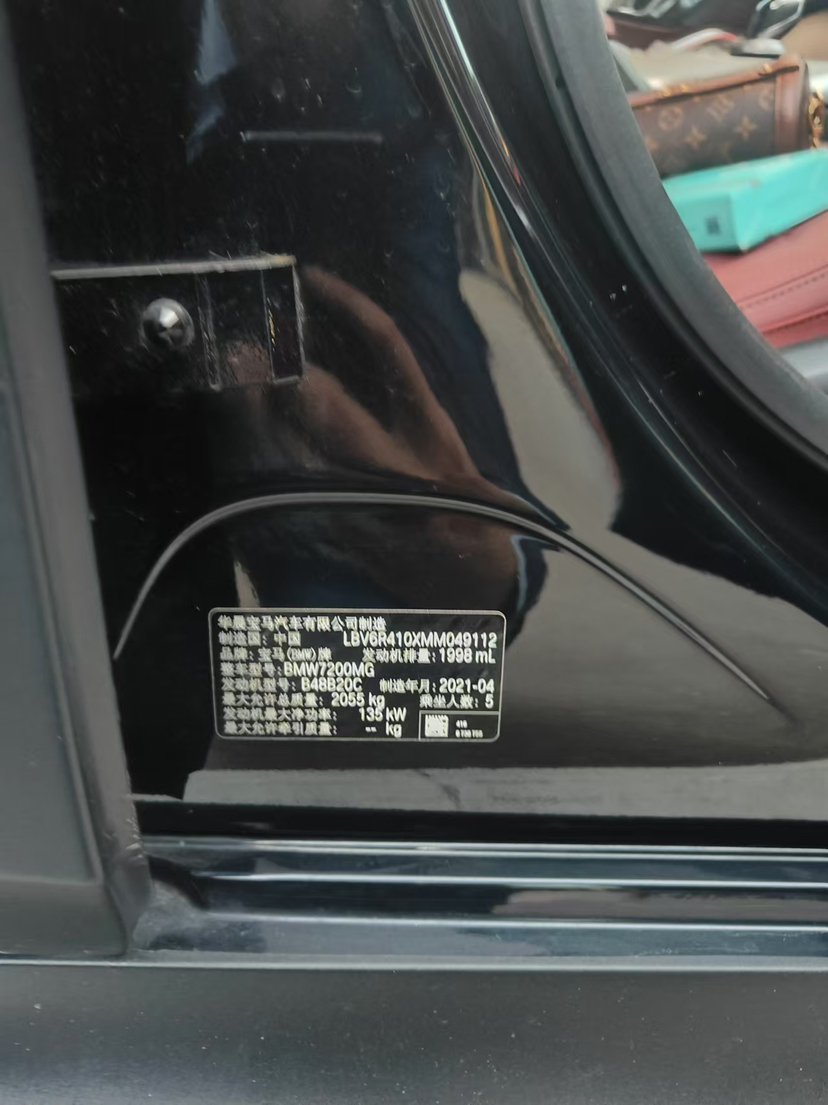 华晨宝马汽车有限公司制造
制造国: 中国 LBV6R410XMM049112
品牌: 宝马(BMW)牌 发动机排量: 1998 mL
整车型号: BMW7200MG
发动机型号: B48B20C 制造年月: 2021-04
最大允许总质量: 2055 kg 乘坐人数: 5
发动机最大净功率: 135 kW
最大允许牵引质量: -- kg